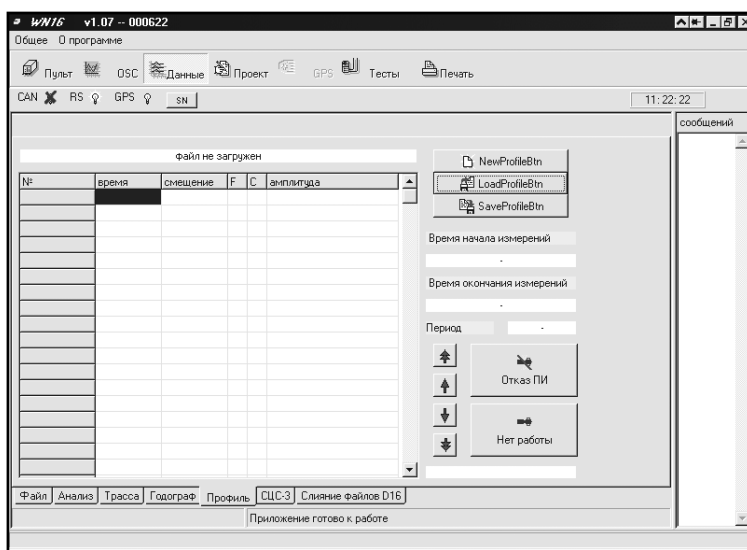 WN16 v1.07 -- 000622
Общее О программе
Пульт OSC Данные Проект GPS Тесты Печать
CAN RS GPS SN 11:22:22
сообщений
файл не загружен
№ время смещение F C амплитуда
NewProfileBtn
LoadProfileBtn
SaveProfileBtn
Время начала измерений
-
Время окончания измерений
-
Период -
Отказ ПИ
Нет работы
Файл Анализ Трасса Годограф Профиль СЦС-3 Слияние файлов D16
Приложение готово к работе